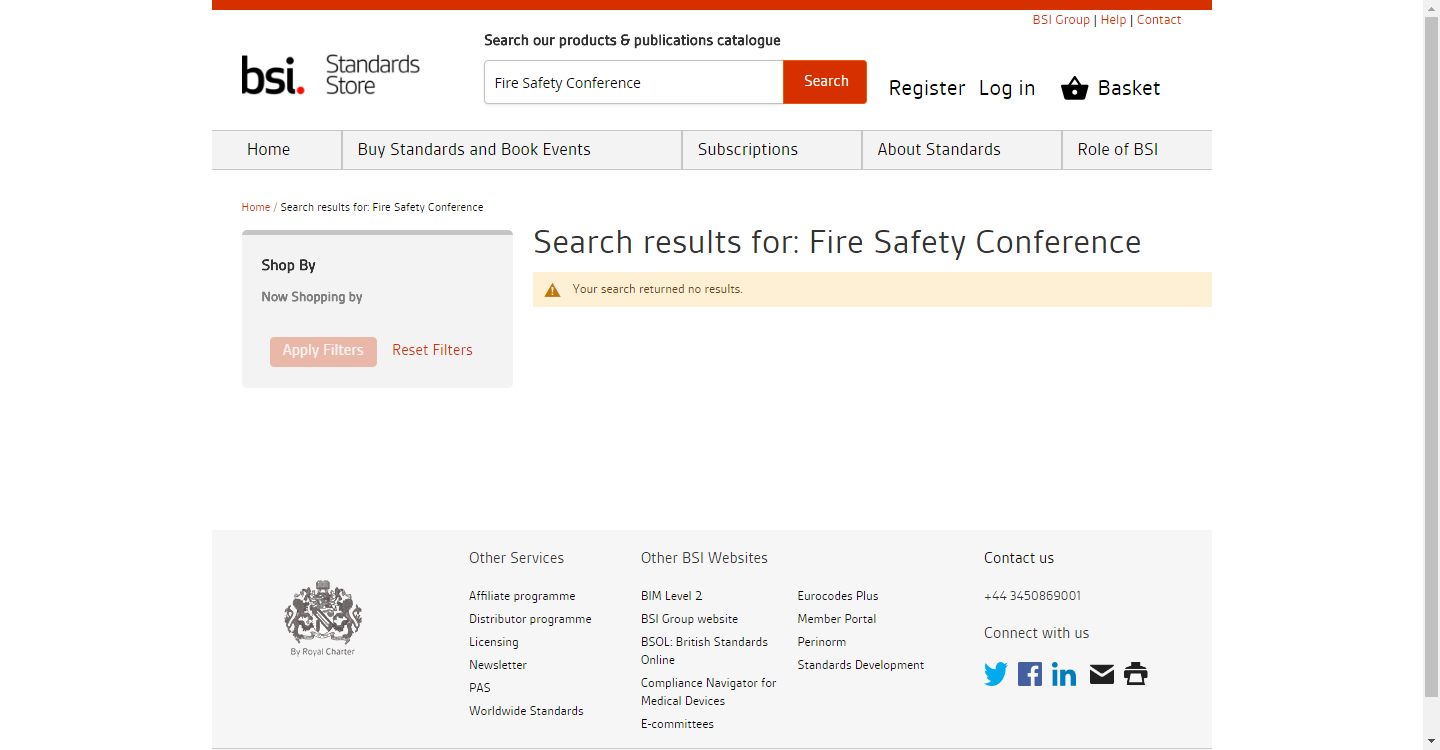 BSI Group | Help | Contact
Search our products & publications catalogue
bsi. Standards Store
Fire Safety Conference
Search
Register
Log in
Basket
Home
Buy Standards and Book Events
Subscriptions
About Standards
Role of BSI
Home / Search results for: Fire Safety Conference
Shop By
Now Shopping by
Apply Filters
Reset Filters
Search results for: Fire Safety Conference
Your search returned no results.
By Royal Charter
Other Services
Affiliate programme
Distributor programme
Licensing
Newsletter
PAS
Worldwide Standards
Other BSI Websites
BIM Level 2
BSI Group website
BSOL: British Standards
Online
Compliance Navigator for
Medical Devices
E-committees
Eurocodes Plus
Member Portal
Perinorm
Standards Development
Contact us
+44 3450869001
Connect with us